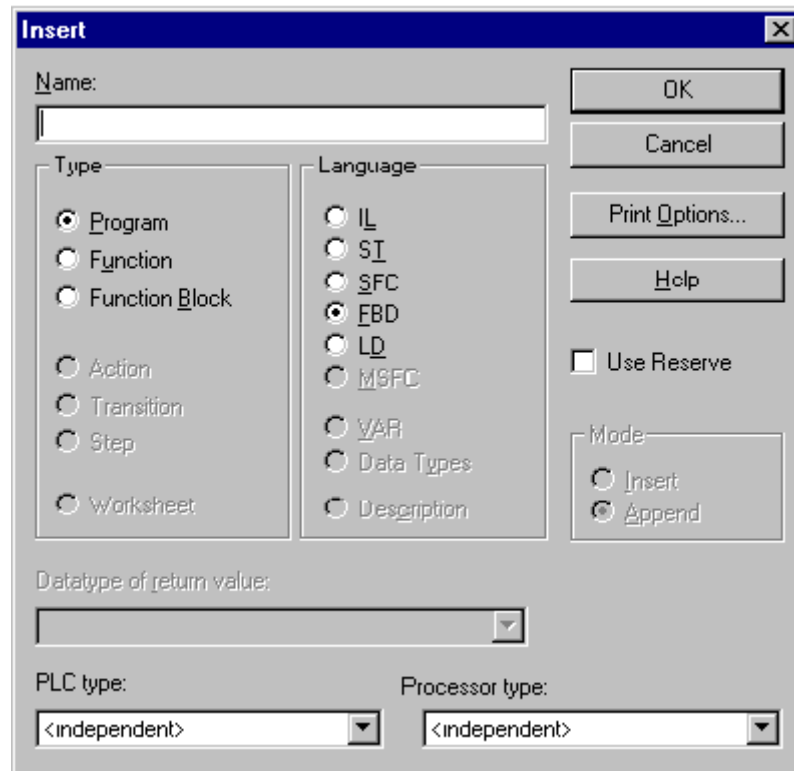 Insert
Name:
OK
Cancel
Print Options...
Help
Type
Program
Function
Function Block
Action
Transition
Step
Worksheet
Language
IL
ST
SFC
FBD
LD
MSFC
VAR
Data Types
Description
Use Reserve
Mode
Insert
Append
Datatype of return value:
PLC type:
<independent>
Processor type:
<independent>